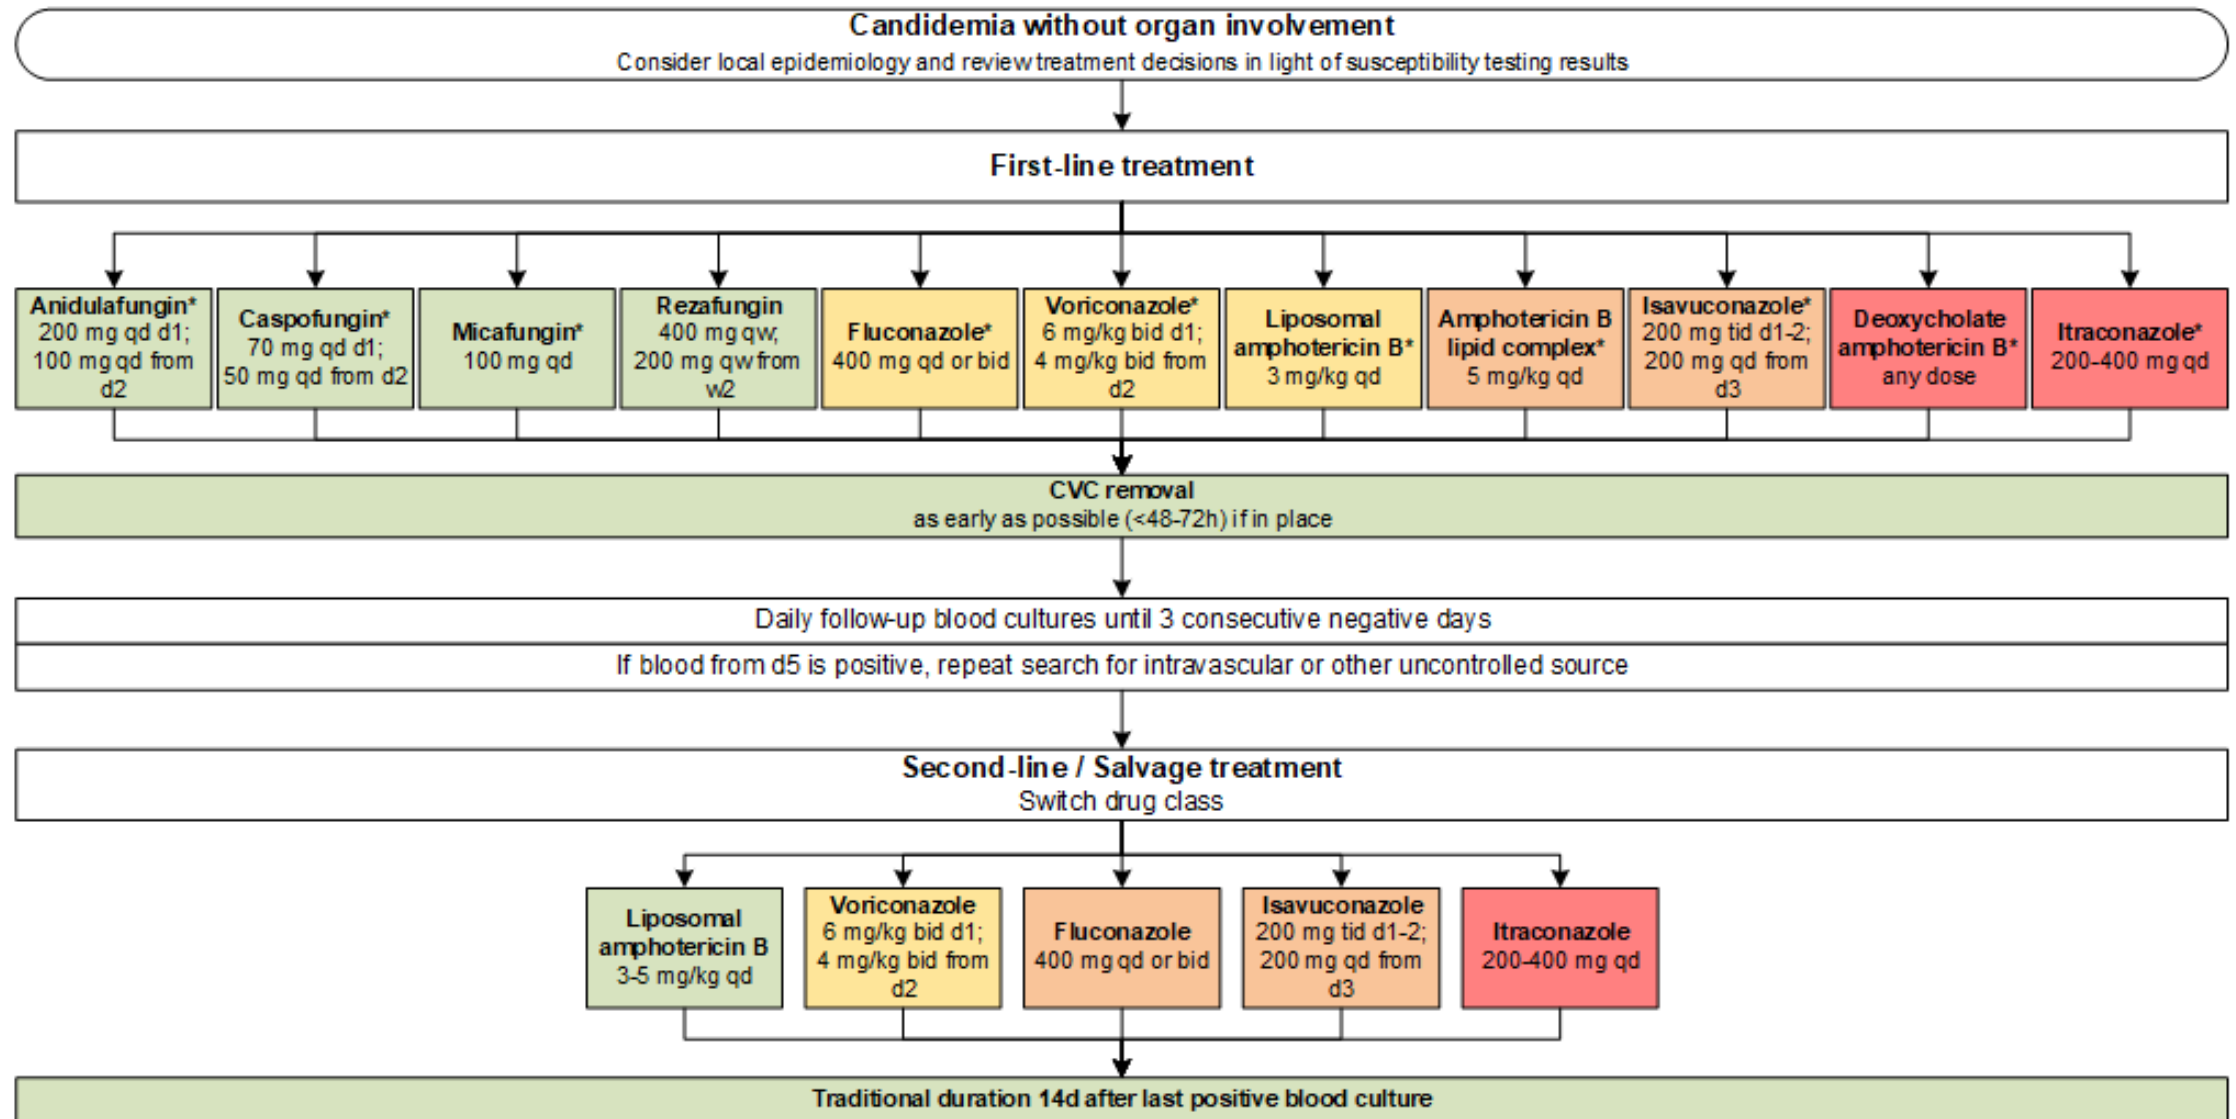 Candidemia without organ involvement
Consider local epidemiology and review treatment decisions in light of susceptibility testing results
First-line treatment
Anidulafungin*
200 mg qd d1;
100 mg qd from
d2
Caspofungin*
70 mg qd d1;
50 mg qd from d2
Micafungin*
100 mg qd
Rezafungin
400 mg qw;
200 mg qw from
w2
Fluconazole*
400 mg qd or bid
Voriconazole*
6 mg/kg bid d1;
4 mg/kg bid from
d2
Liposomal
amphotericin B*
3 mg/kg qd
Amphotericin B
lipid complex*
5 mg/kg qd
Isavuconazole*
200 mg tid d1-2;
200 mg qd from
d3
Deoxycholate
amphotericin B*
any dose
Itraconazole*
200-400 mg qd
CVC removal
as early as possible (<48-72h) if in place
Daily follow-up blood cultures until 3 consecutive negative days
If blood from d5 is positive, repeat search for intravascular or other uncontrolled source
Second-line / Salvage treatment
Switch drug class
Liposomal
amphotericin B
3-5 mg/kg qd
Voriconazole
6 mg/kg bid d1;
4 mg/kg bid from
d2
Fluconazole
400 mg qd or bid
Isavuconazole
200 mg tid d1-2;
200 mg qd from
d3
Itraconazole
200-400 mg qd
Traditional duration 14d after last positive blood culture